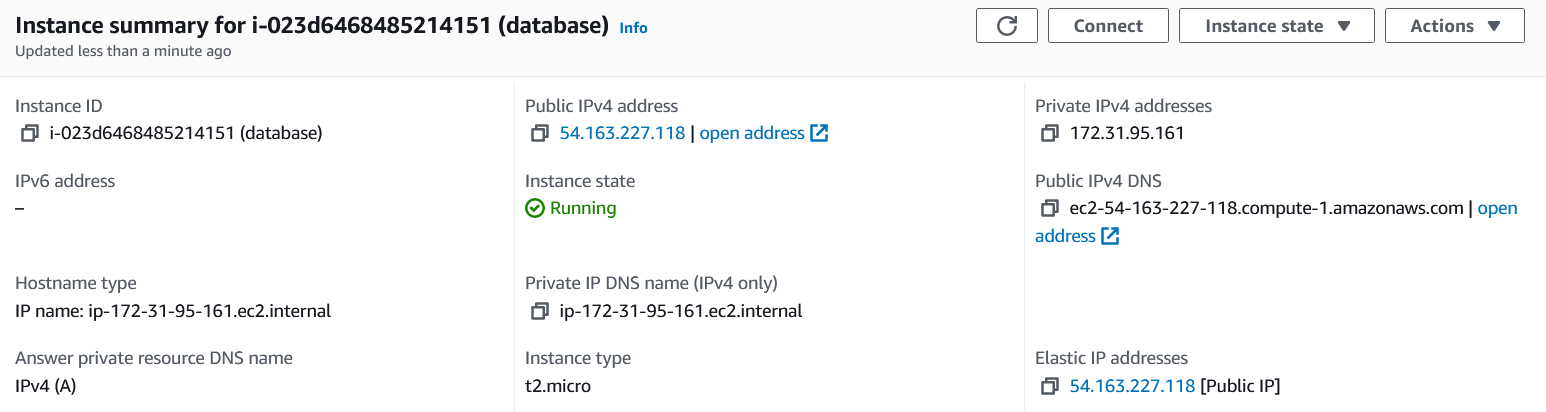 Instance summary for i-023d6468485214151 (database) Info
Updated less than a minute ago
Connect
Instance state
Actions
Instance ID
i-023d6468485214151 (database)
Public IPv4 address
54.163.227.118 | open address
Private IPv4 addresses
172.31.95.161
IPv6 address
–
Instance state
Running
Public IPv4 DNS
ec2-54-163-227-118.compute-1.amazonaws.com | open
address
Hostname type
IP name: ip-172-31-95-161.ec2.internal
Private IP DNS name (IPv4 only)
ip-172-31-95-161.ec2.internal
Answer private resource DNS name
IPv4 (A)
Instance type
t2.micro
Elastic IP addresses
54.163.227.118 [Public IP]